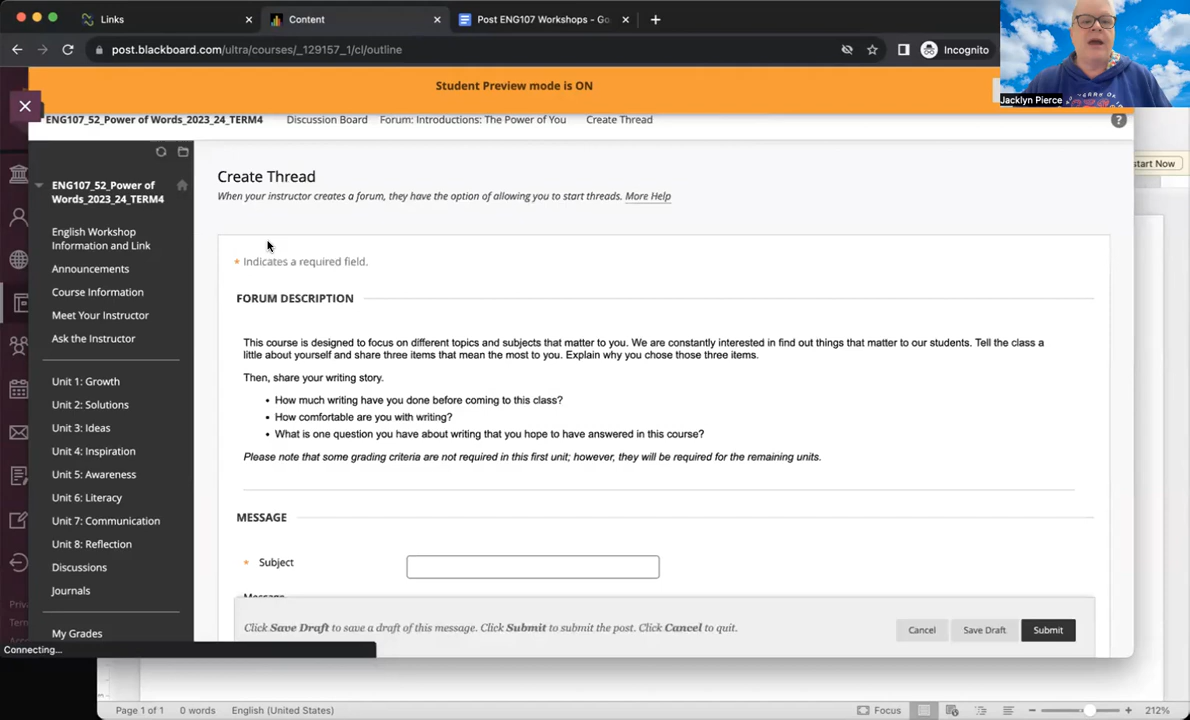 Links
Content
Post ENG107 Workshops - Go
post.blackboard.com/ultra/courses/_129157_1/cl/outline
Incognito
Jacklyn Pierce
Student Preview mode is ON
ENG107_52_Power of Words_2023_24_TERM4
Discussion Board
Forum: Introductions: The Power of You
Create Thread
start Now
ENG107_52_Power of
Words_2023_24_TERM4
English Workshop
Information and Link
Announcements
Course Information
Meet Your Instructor
Ask the Instructor
Unit 1: Growth
Unit 2: Solutions
Unit 3: Ideas
Unit 4: Inspiration
Unit 5: Awareness
Unit 6: Literacy
Unit 7: Communication
Unit 8: Reflection
Discussions
Journals
My Grades
Create Thread
When your instructor creates a forum, they have the option of allowing you to start threads. More Help
* Indicates a required field.
FORUM DESCRIPTION
This course is designed to focus on different topics and subjects that matter to you. We are constantly interested in find out things that matter to our students. Tell the class a
little about yourself and share three items that mean the most to you. Explain why you chose those three items.
Then, share your writing story.
• How much writing have you done before coming to this class?
• How comfortable are you with writing?
• What is one question you have about writing that you hope to have answered in this course?
Please note that some grading criteria are not required in this first unit; however, they will be required for the remaining units.
MESSAGE
* Subject
Message
Click Save Draft to save a draft of this message. Click Submit to submit the post. Click Cancel to quit.
Cancel
Save Draft
Submit
Priva
Term
Connecting...
Page 1 of 1
0 words
English (United States)
Focus
212%